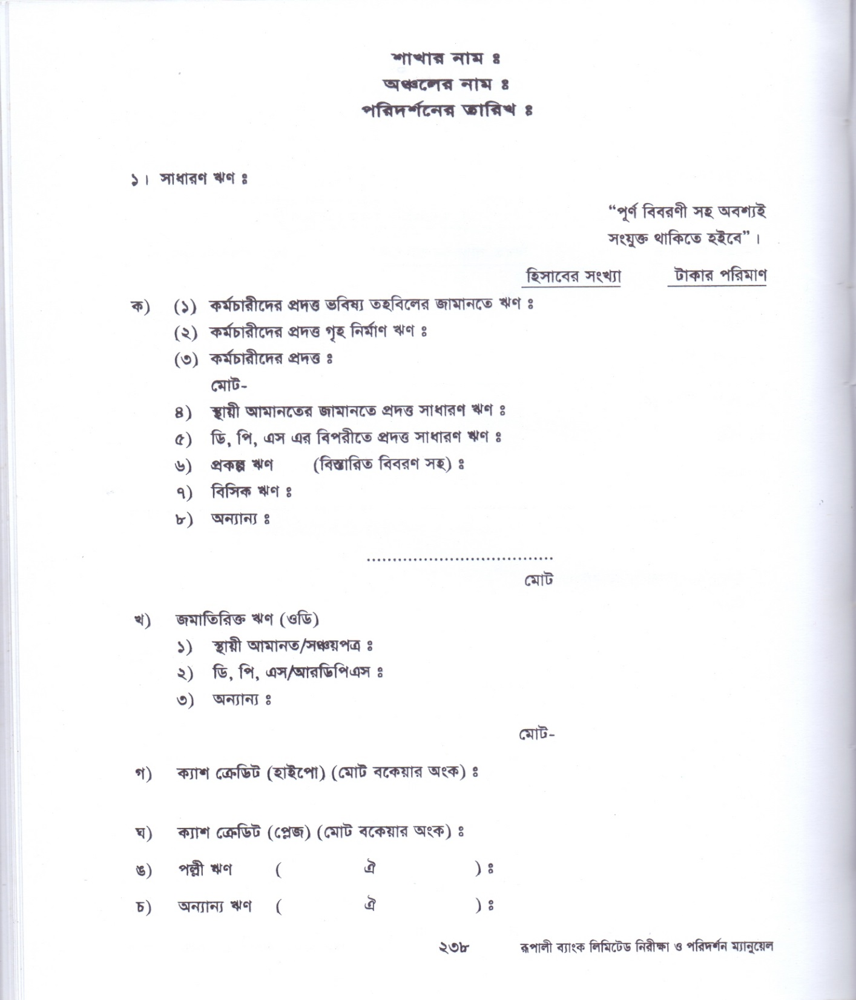 শাখার নাম ঃ
অঞ্চলের নাম ঃ
পরিদর্শনের তারিখ ঃ
১। সাধারণ ঋণ ঃ
“পূর্ণ বিবরণী সহ অবশ্যই
সংযুক্ত থাকিতে হইবে”।
হিসাবের সংখ্যা টাকার পরিমাণ
ক) (১) কর্মচারীদের প্রদত্ত ভবিষ্য তহবিলের জামানতে ঋণ ঃ
(২) কর্মচারীদের প্রদত্ত গৃহ নির্মাণ ঋণ ঃ
(৩) কর্মচারীদের প্রদত্ত ঃ
মোট-
৪) স্থায়ী আমানতের জামানতে প্রদত্ত সাধারণ ঋণ ঃ
৫) ডি, পি, এস এর বিপরীতে প্রদত্ত সাধারণ ঋণ ঃ
৬) প্রকল্প ঋণ (বিস্তারিত বিবরণ সহ) ঃ
৭) বিসিক ঋণ ঃ
৮) অন্যান্য ঃ
.....................................
মোট
খ) জমাতিরিক্ত ঋণ (ওডি)
১) স্থায়ী আমানত/সঞ্চয়পত্র ঃ
২) ডি, পি, এস/আরডিপিএস ঃ
৩) অন্যান্য ঃ
মোট-
গ) ক্যাশ ক্রেডিট (হাইপো) (মোট বকেয়ার অংক) ঃ
ঘ) ক্যাশ ক্রেডিট (প্লেজ) (মোট বকেয়ার অংক) ঃ
ঙ) পল্লী ঋণ ( ঐ ) ঃ
চ) অন্যান্য ঋণ ( ঐ ) ঃ
২৩৮ রূপালী ব্যাংক লিমিটেড নিরীক্ষা ও পরিদর্শন ম্যানুয়েল